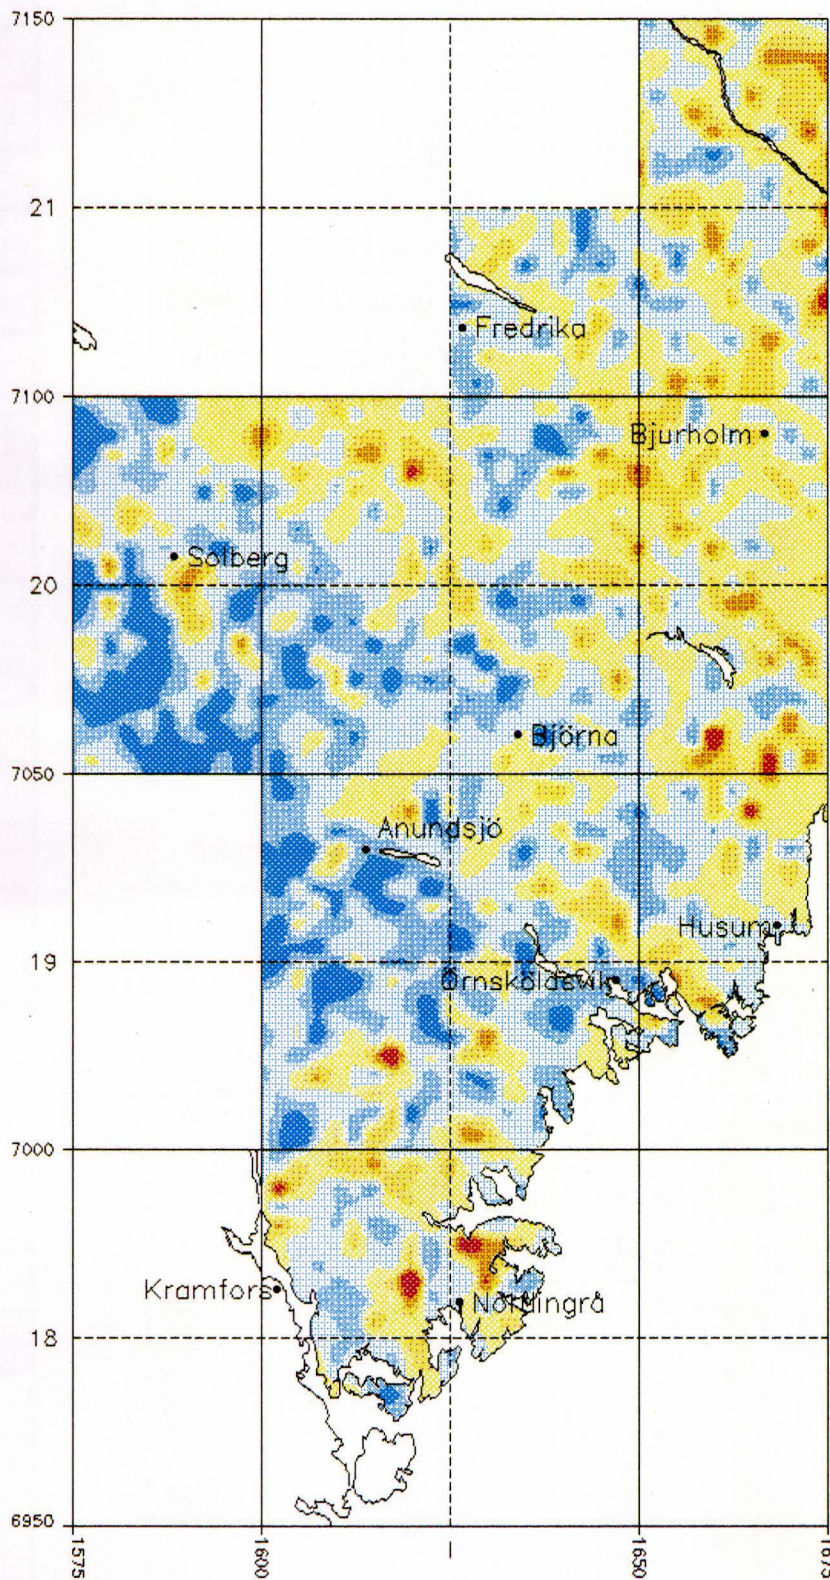 7150
21
Fredrika
7100
Bjurholm
Solberg
20
Björna
7050
Anundsjö
Husum
19
Örnsköldsvik
7000
Kramfors
Nordingrå
18
6950
1575
1600
1650
1675